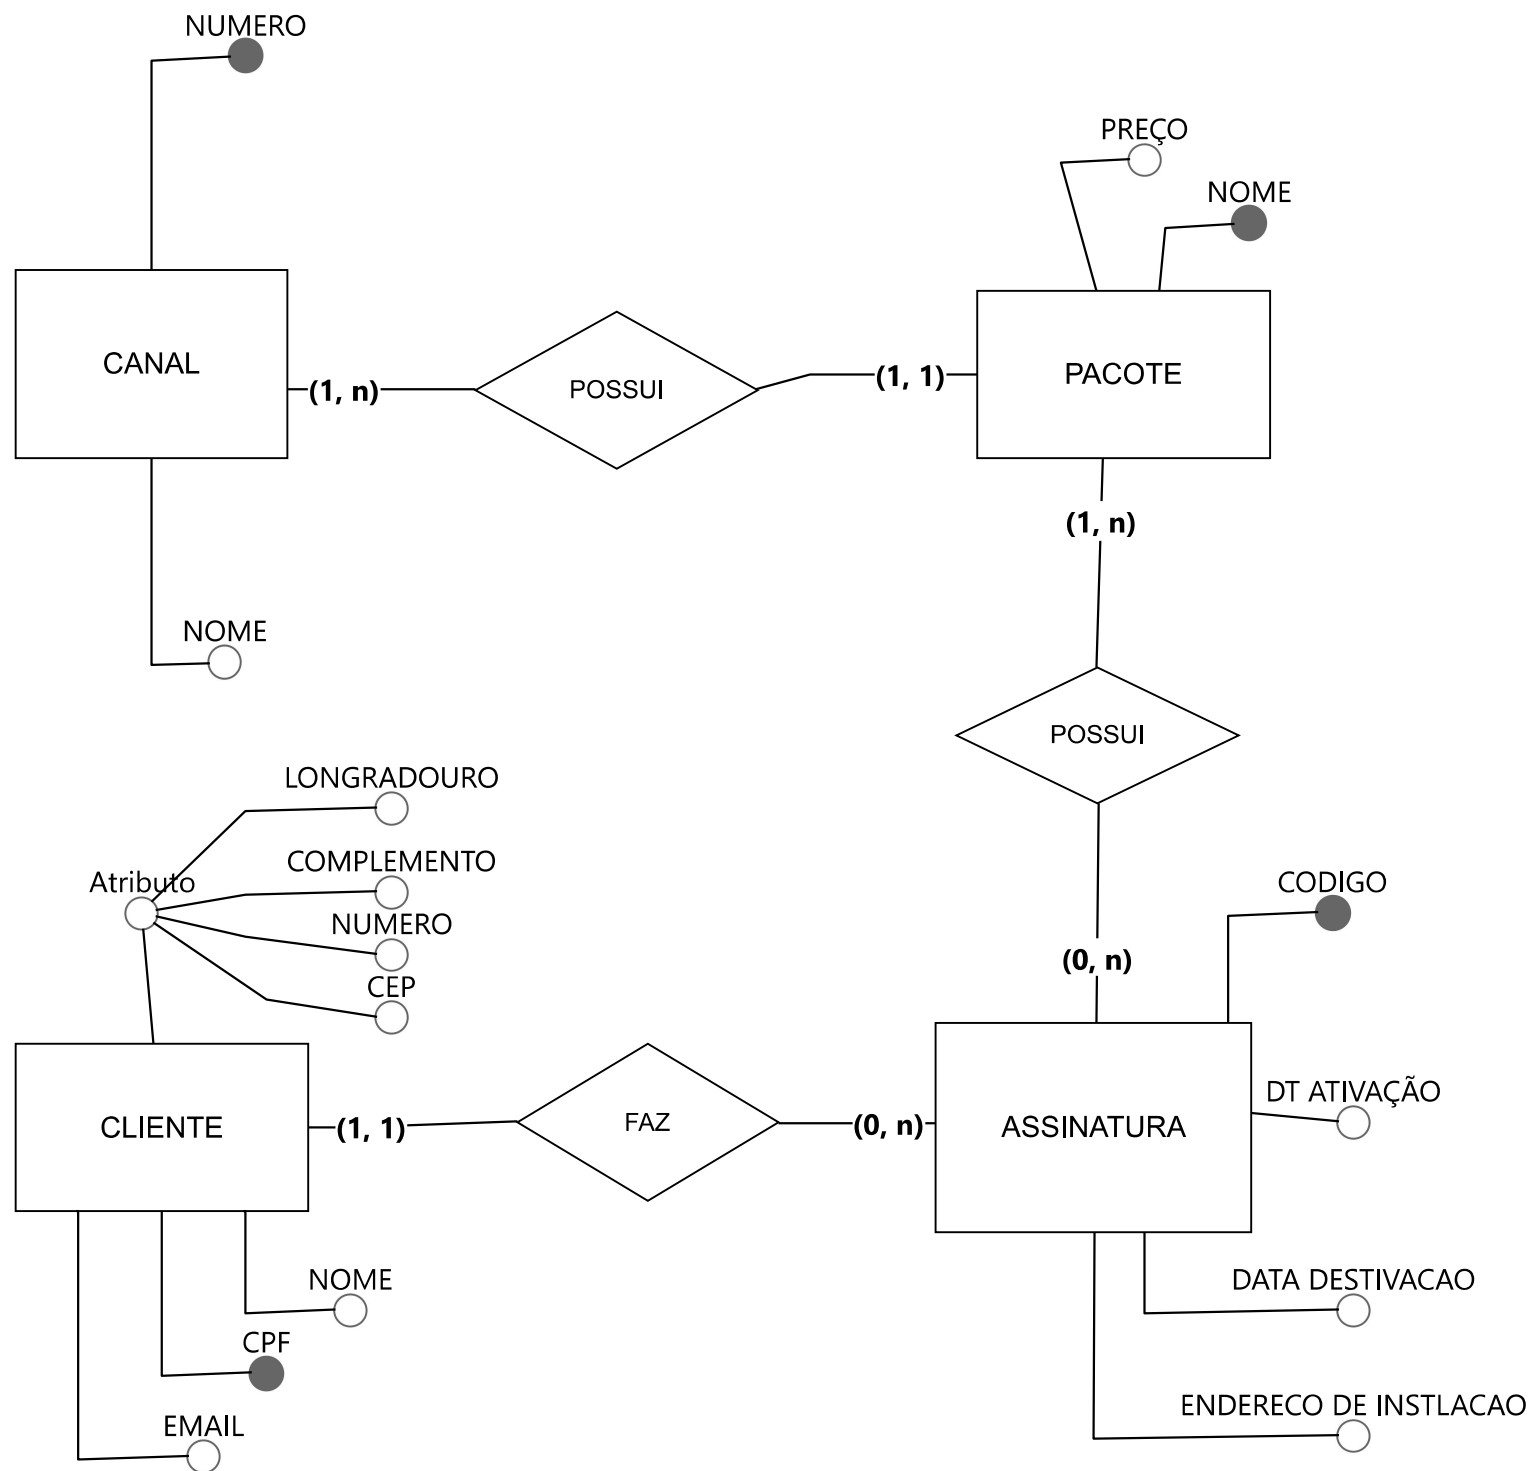 NUMERO
PREÇO
NOME
CANAL
(1, n)
POSSUI
(1, 1)
PACOTE
(1, n)
NOME
POSSUI
LONGRADOURO
COMPLEMENTO
Atributo
NUMERO
CEP
(0, n)
CODIGO
CLIENTE
(1, 1)
FAZ
(0, n)
ASSINATURA
DT ATIVAÇÃO
NOME
DATA DESTIVACAO
CPF
EMAIL
ENDERECO DE INSTLACAO